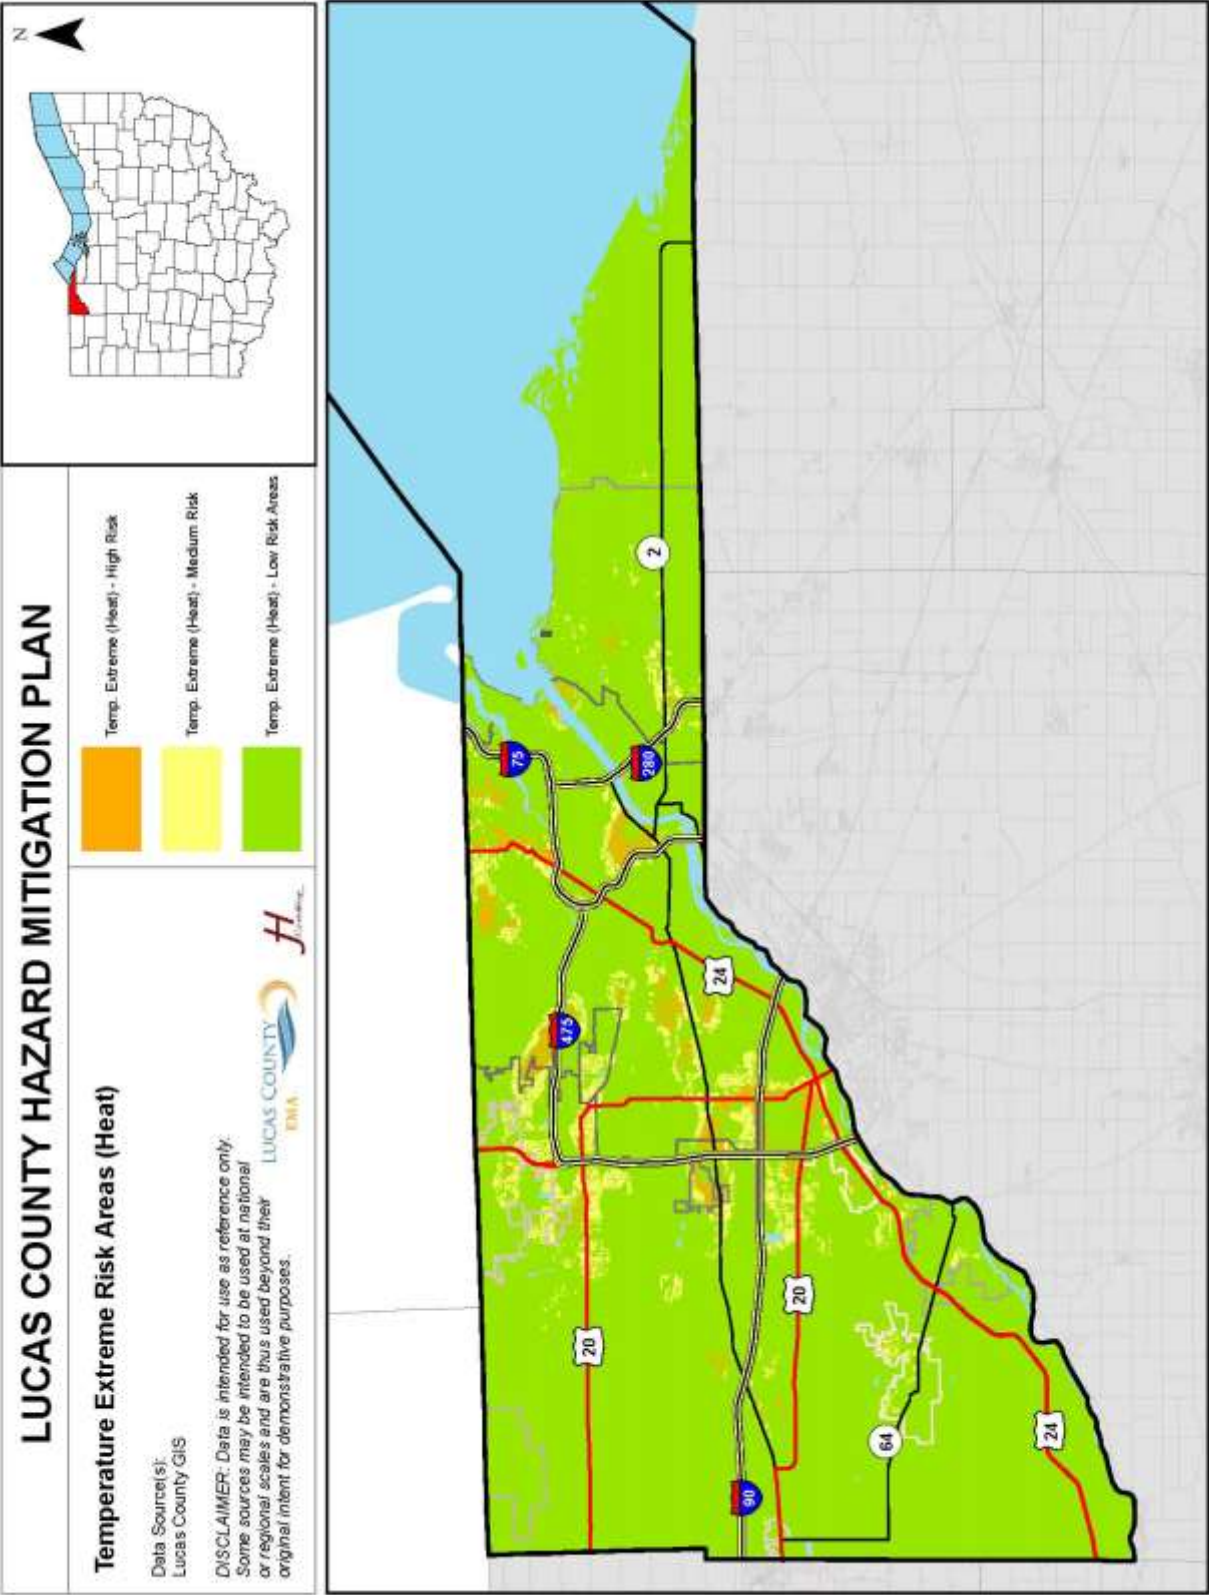 LUCAS COUNTY HAZARD MITIGATION PLAN
Temperature Extreme Risk Areas (Heat)
Data Source(s):
Lucas County GIS
DISCLAIMER: Data is intended for use as reference only.
Some sources may be intended to be used at national
or regional scales and are thus used beyond their
original intent for demonstrative purposes.
LUCAS COUNTY
EMA
Temp. Extreme (Heat) - High Risk
Temp. Extreme (Heat) - Medium Risk
Temp. Extreme (Heat) - Low Risk Areas
N
75
280
2
475
24
20
20
90
64
24